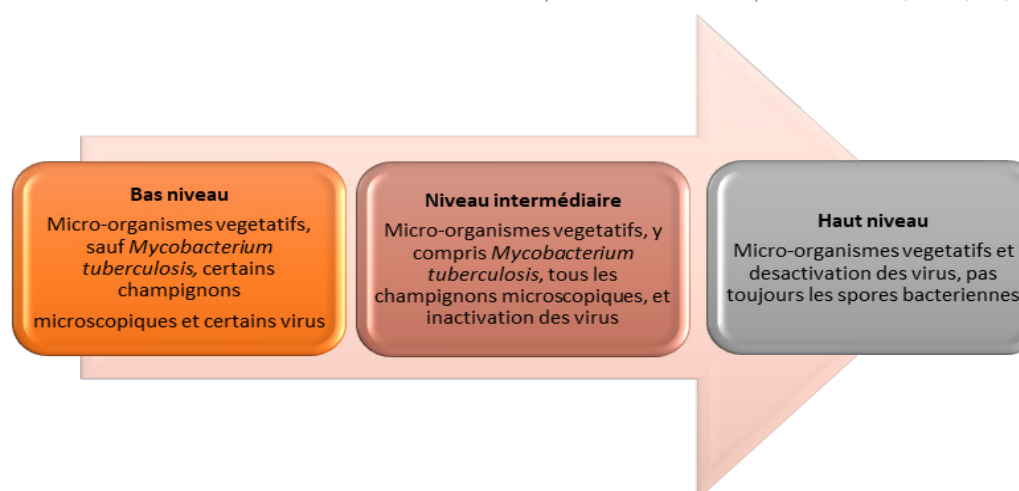 Bas niveau
Micro-organismes vegetatifs,
sauf Mycobacterium
tuberculosis, certains
champignons
microscopiques et certains virus
Niveau intermédiaire
Micro-organismes vegetatifs, y
compris Mycobacterium
tuberculosis, tous les
champignons microscopiques, et
inactivation des virus
Haut niveau
Micro-organismes vegetatifs et
desactivation des virus, pas
toujours les spores bacteriennes